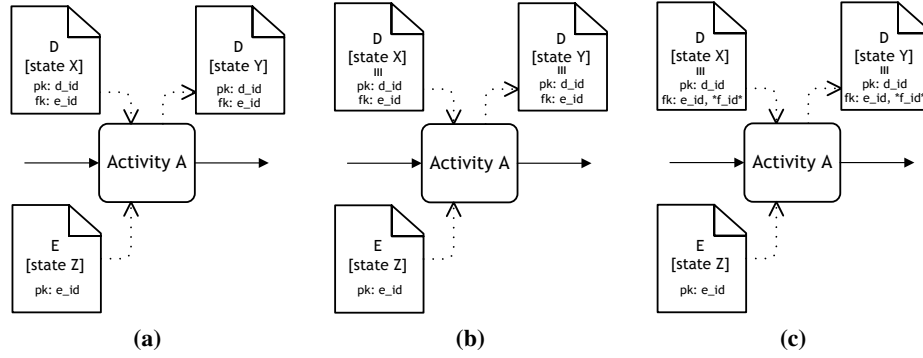 D
[state X]
pk: d_id
fk: e_id
D
[state Y]
pk: d_id
fk: e_id
Activity A
E
[state Z]
pk: e_id
(a)
D
[state X]
III
pk: d_id
fk: e_id
D
[state Y]
III
pk: d_id
fk: e_id
Activity A
E
[state Z]
pk: e_id
(b)
D
[state X]
III
pk: d_id
fk: e_id, *f_id*
D
[state Y]
III
pk: d_id
fk: e_id, *f_id*
Activity A
E
[state Z]
pk: e_id
(c)